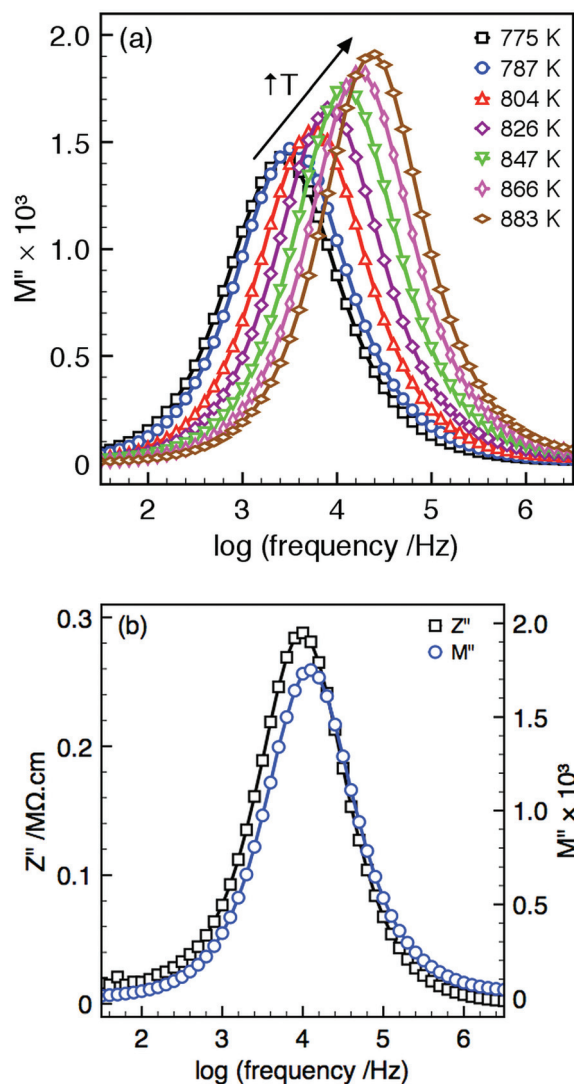 (a)
↑T
775 K
787 K
804 K
826 K
847 K
866 K
883 K
2.0
1.5
1.0
0.5
0
M" × 10³
2 3 4 5 6
log (frequency /Hz)
(b)
Z"
M"
0.3
0.2
0.1
0
Z" /MΩ.cm
2.0
1.5
1.0
0.5
0
M" × 10³
2 3 4 5 6
log (frequency /Hz)